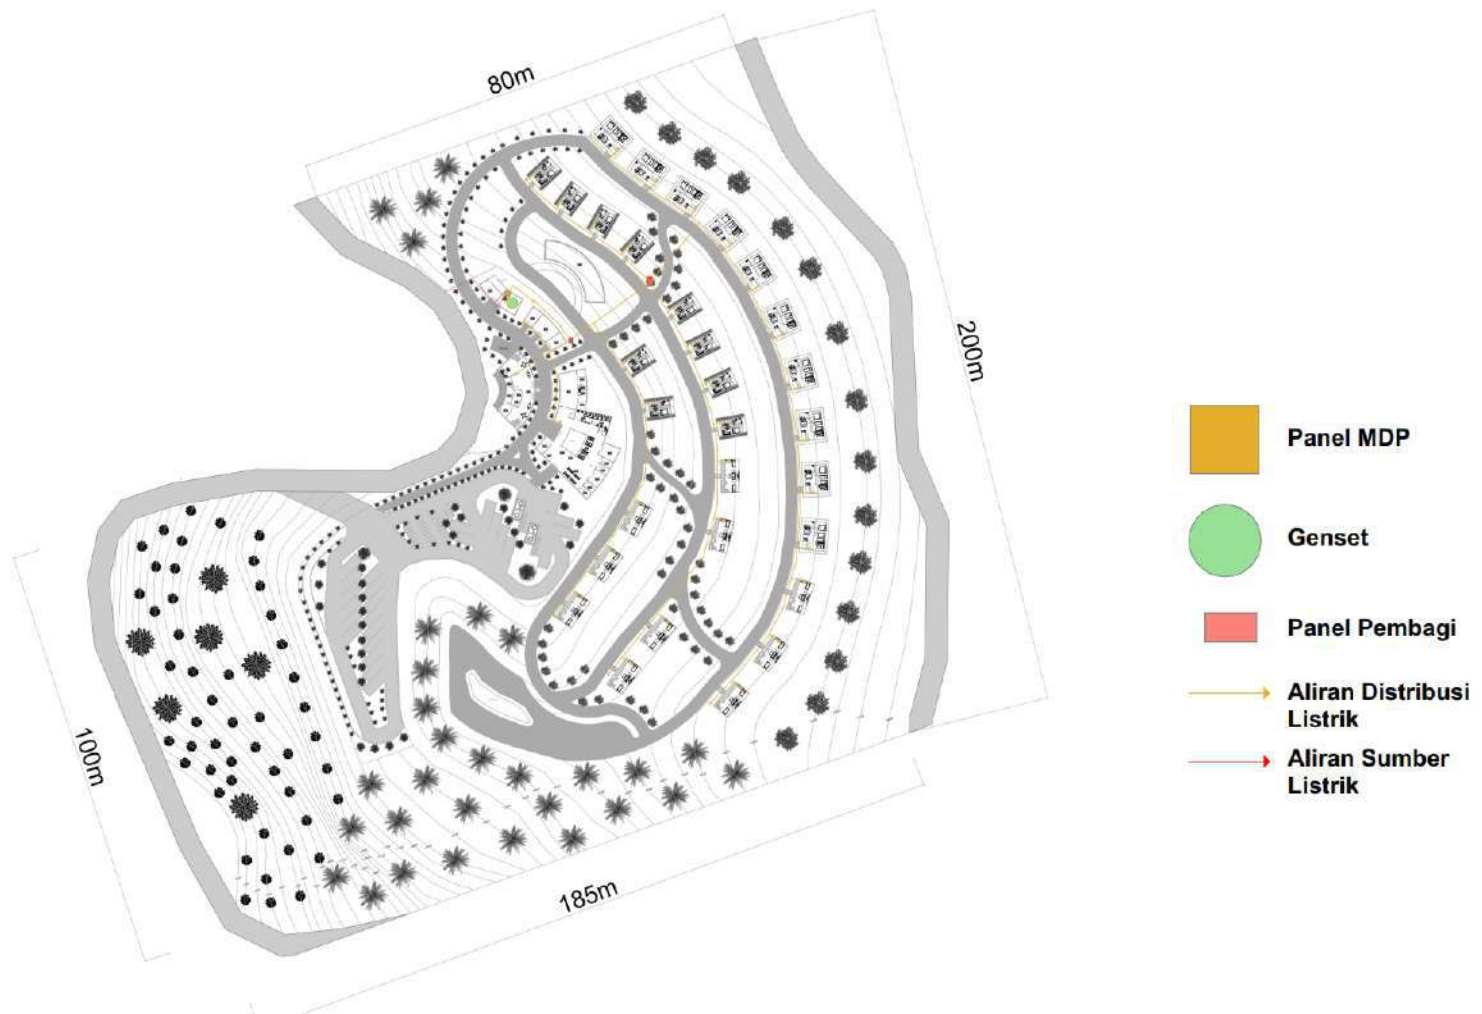 80m
200m
100m
185m
Panel MDP
Genset
Panel Pembagi
Aliran Distribusi
Listrik
Aliran Sumber
Listrik